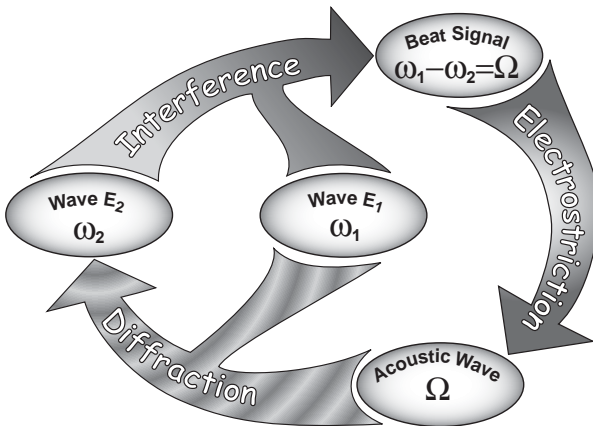 Interference
Beat Signal
ω₁−ω₂=Ω
Electrostriction
Wave E₂
ω₂
Wave E₁
ω₁
Diffraction
Acoustic Wave
Ω